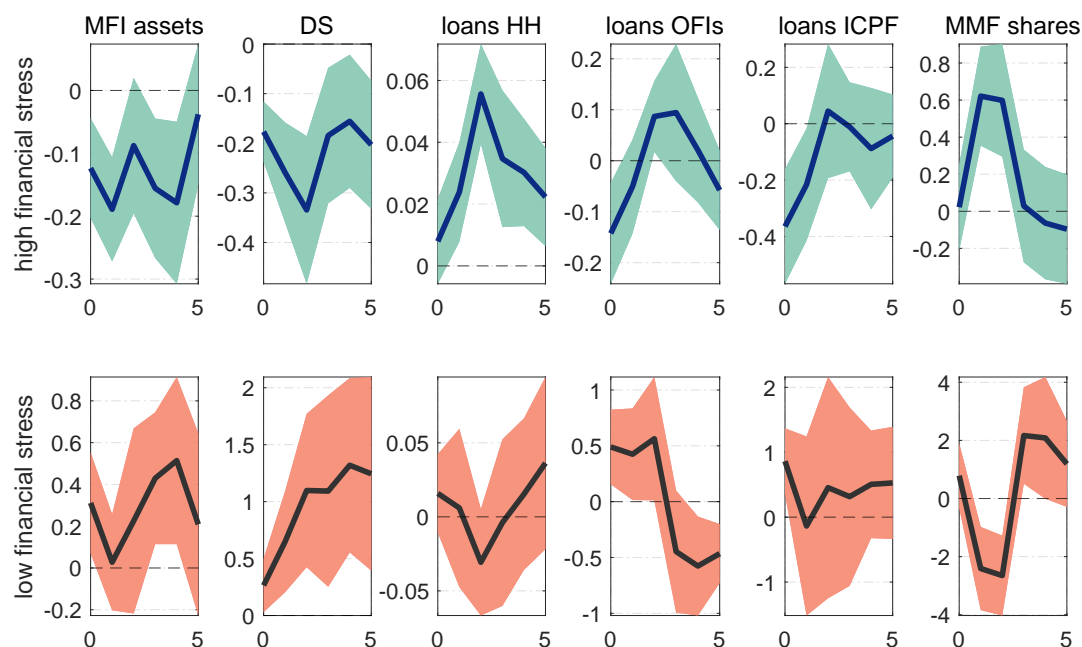 MFI assets DS loans HH loans OFIs loans ICPF MMF shares
high financial stress
0 -0.1 -0.2 -0.3
0 5
0 -0.1 -0.2 -0.3 -0.4
0 5
0.06 0.04 0.02 0
0 5
0.2 0.1 0 -0.1 -0.2
0 5
0.2 0 -0.2 -0.4
0 5
0.8 0.6 0.4 0.2 0 -0.2
0 5
low financial stress
0.8 0.6 0.4 0.2 0 -0.2
0 5
2 1.5 1 0.5 0
0 5
0.05 0 -0.05
0 5
1 0.5 0 -0.5 -1
0 5
2 1 0 -1
0 5
4 2 0 -2 -4
0 5